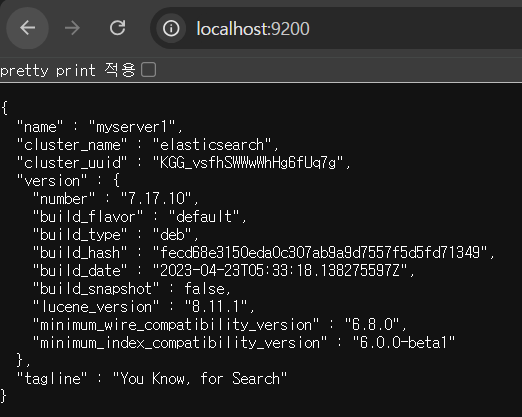 localhost:9200
pretty print 적용
{
"name" : "myserver1",
"cluster_name" : "elasticsearch",
"cluster_uuid" : "KGG_vsfhSWWwWhHg6fUq7g",
"version" : {
"number" : "7.17.10",
"build_flavor" : "default",
"build_type" : "deb",
"build_hash" : "fecd68e3150eda0c307ab9a9d7557f5d5fd71349",
"build_date" : "2023-04-23T05:33:18.138275597Z",
"build_snapshot" : false,
"lucene_version" : "8.11.1",
"minimum_wire_compatibility_version" : "6.8.0",
"minimum_index_compatibility_version" : "6.0.0-beta1"
},
"tagline" : "You Know, for Search"
}